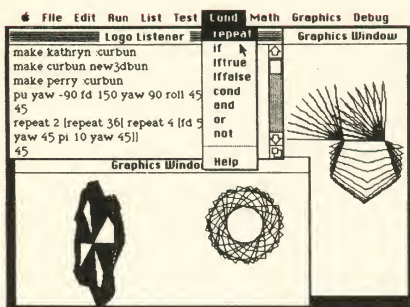 File Edit Run List Test Cond Math Graphics Debug
Logo Listener
make kathryn :curbun
make curbun new3dbun
make perry :curbun
pu yaw -90 fd 150 yaw 90 roll 45
45
repeat 2 [repeat 36[ repeat 4 [fd 5
yaw 45 pi 10 yaw 45]]
45
repeat
if
iftrue
iffalse
cond
and
or
not
Help
Graphics Window
Graphics Window